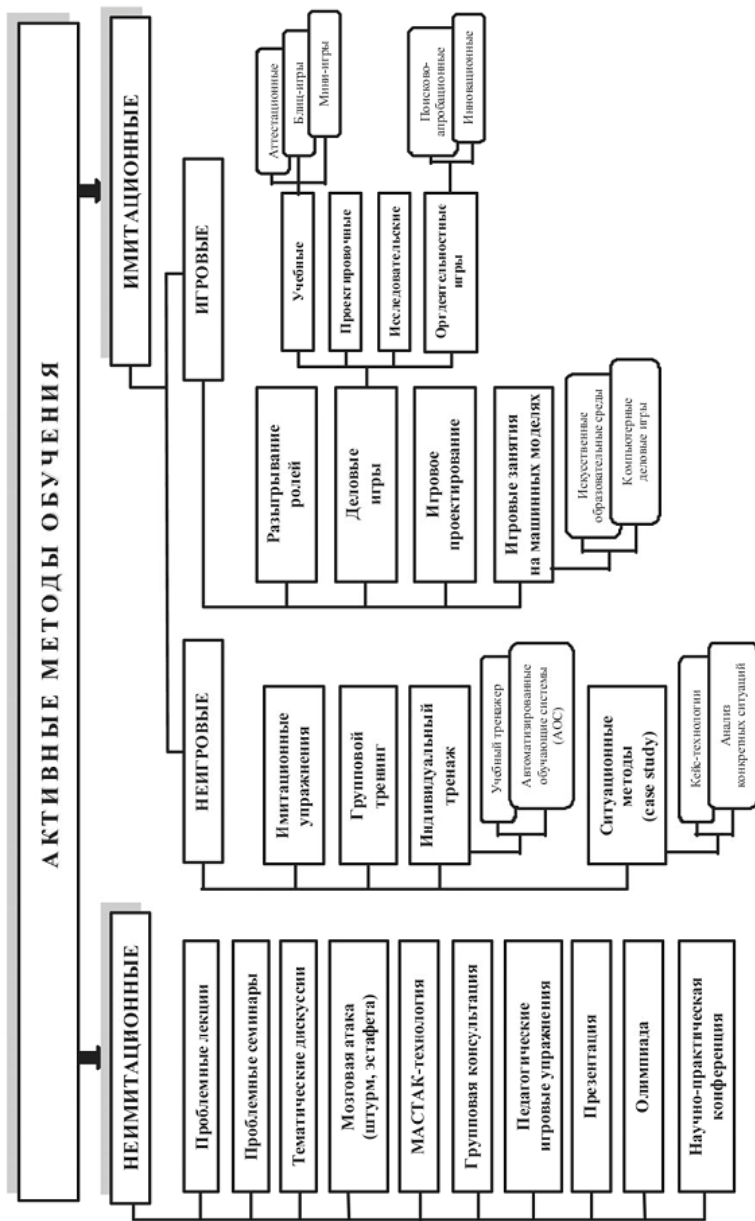 АКТИВНЫЕ МЕТОДЫ ОБУЧЕНИЯ
НЕИМИТАЦИОННЫЕ
Проблемные лекции
Проблемные семинары
Тематические дискуссии
Мозговая атака
(штурм, эстафета)
МАСТАК-технология
Групповая консультация
Педагогические
игровые упражнения
Презентация
Олимпиада
Научно-практическая
конференция
ИМИТАЦИОННЫЕ
НЕИГРОВЫЕ
Имитационные
упражнения
Групповой
тренинг
Индивидуальный
тренаж
Учебный тренажер
Автоматизированные
обучающие системы
(АОС)
Ситуационные
методы
(case study)
Кейс-технологии
Анализ
конкретных ситуаций
ИГРОВЫЕ
Разыгрывание
ролей
Деловые
игры
Учебные
Аттестационные
Блиц-игры
Мини-игры
Проектировочные
Исследовательские
Оргдеятельностные
игры
Поисково-
апробационные
Инновационные
Игровое
проектирование
Игровые занятия
на машинных моделях
Искусственные
образовательные среды
Компьютерные
деловые игры